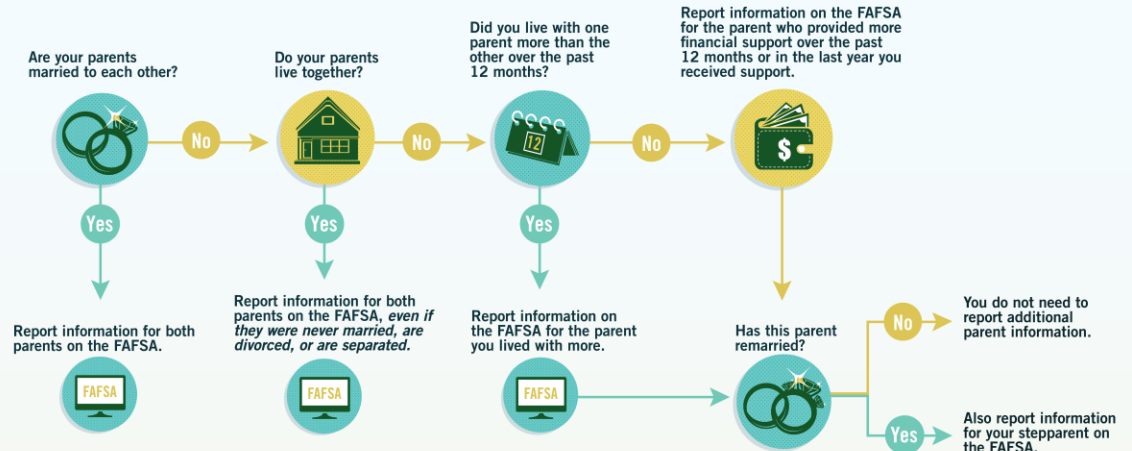 Are your parents
married to each other?
No
Yes
Report information for both
parents on the FAFSA.
FAFSA
Do your parents
live together?
No
Yes
Report information for both
parents on the FAFSA, even if
they were never married, are
divorced, or are separated.
FAFSA
Did you live with one
parent more than the
other over the past
12 months?
12
No
Yes
Report information on
the FAFSA for the parent
you lived with more.
FAFSA
Report information on the FAFSA
for the parent who provided more
financial support over the past
12 months or in the last year you
received support.
$
Has this parent
remarried?
No
You do not need to
report additional
parent information.
Yes
Also report information
for your stepparent on
the FAFSA.